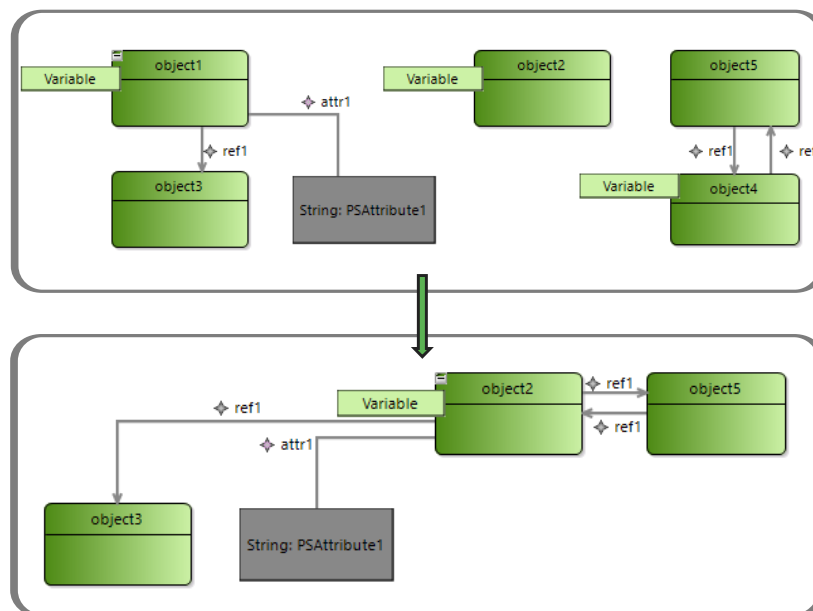 object1
Variable
attr1
ref1
object3
String: PSAttribute1
object2
Variable
object5
ref1
Variable
object4
object2
Variable
ref1
object5
ref1
ref1
attr1
object3
String: PSAttribute1